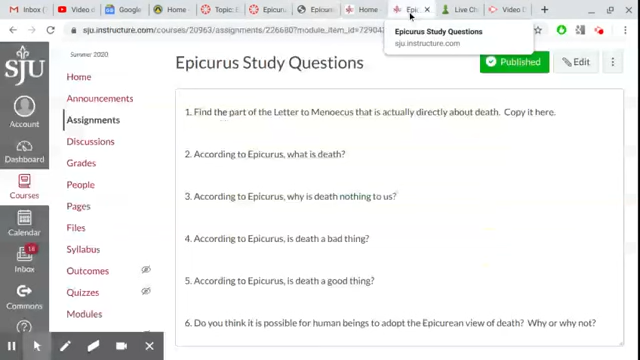 Inbox (
Video d
Google
Home
Topic: E
Epicurus
Epicure
Home
Epic
Live Ch
Video D
sju.instructure.com/courses/20963/assignments/226680?module_item_id=72904
Epicurus Study Questions
sju.instructure.com
SJU
Account
Dashboard
Courses
Calendar
18
Inbox
Commons
Summer 2020
Home
Announcements
Assignments
Discussions
Grades
People
Pages
Files
Syllabus
Outcomes
Quizzes
Modules
Epicurus Study Questions
Published
Edit
1. Find the part of the Letter to Menoecus that is actually directly about death. Copy it here.
2. According to Epicurus, what is death?
3. According to Epicurus, why is death nothing to us?
4. According to Epicurus, is death a bad thing?
5. According to Epicurus, is death a good thing?
6. Do you think it is possible for human beings to adopt the Epicurean view of death? Why or why not?